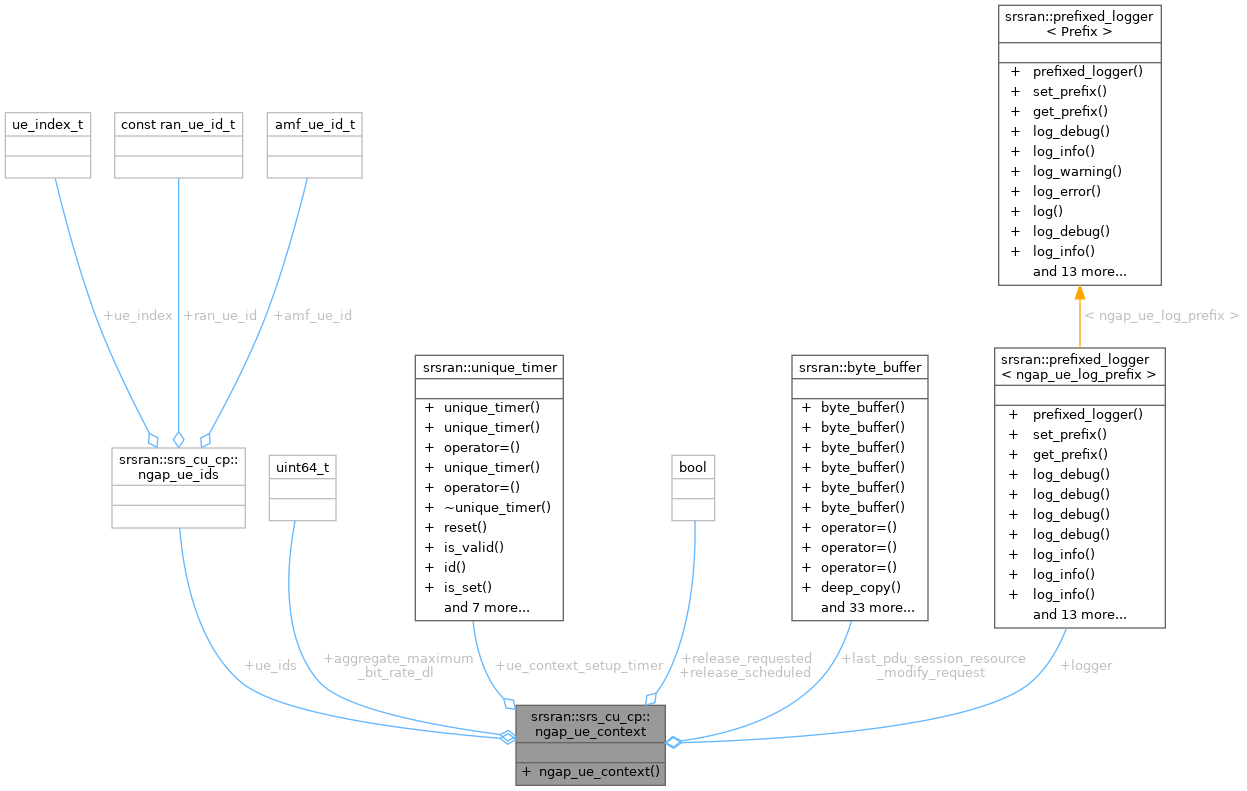 srsran::prefixed_logger
< Prefix >
+ prefixed_logger()
+ set_prefix()
+ get_prefix()
+ log_debug()
+ log_info()
+ log_warning()
+ log_error()
+ log()
+ log_debug()
+ log_info()
and 13 more...
ue_index_t
const ran_ue_id_t
amf_ue_id_t
+ue_index
+ran_ue_id
+amf_ue_id
< ngap_ue_log_prefix >
srsran::srs_cu_cp::
ngap_ue_ids
uint64_t
srsran::unique_timer
+ unique_timer()
+ unique_timer()
+ operator=()
+ unique_timer()
+ operator=()
+ ~unique_timer()
+ reset()
+ is_valid()
+ id()
+ is_set()
and 7 more...
bool
srsran::byte_buffer
+ byte_buffer()
+ byte_buffer()
+ byte_buffer()
+ byte_buffer()
+ byte_buffer()
+ byte_buffer()
+ operator=()
+ operator=()
+ operator=()
+ deep_copy()
and 33 more...
srsran::prefixed_logger
< ngap_ue_log_prefix >
+ prefixed_logger()
+ set_prefix()
+ get_prefix()
+ log_debug()
+ log_debug()
+ log_debug()
+ log_debug()
+ log_info()
+ log_info()
+ log_info()
and 13 more...
+ue_ids
+aggregate_maximum
_bit_rate_dl
+ue_context_setup_timer
+release_requested
+release_scheduled
+last_pdu_session_resource
_modify_request
+logger
srsran::srs_cu_cp::
ngap_ue_context
+ ngap_ue_context()